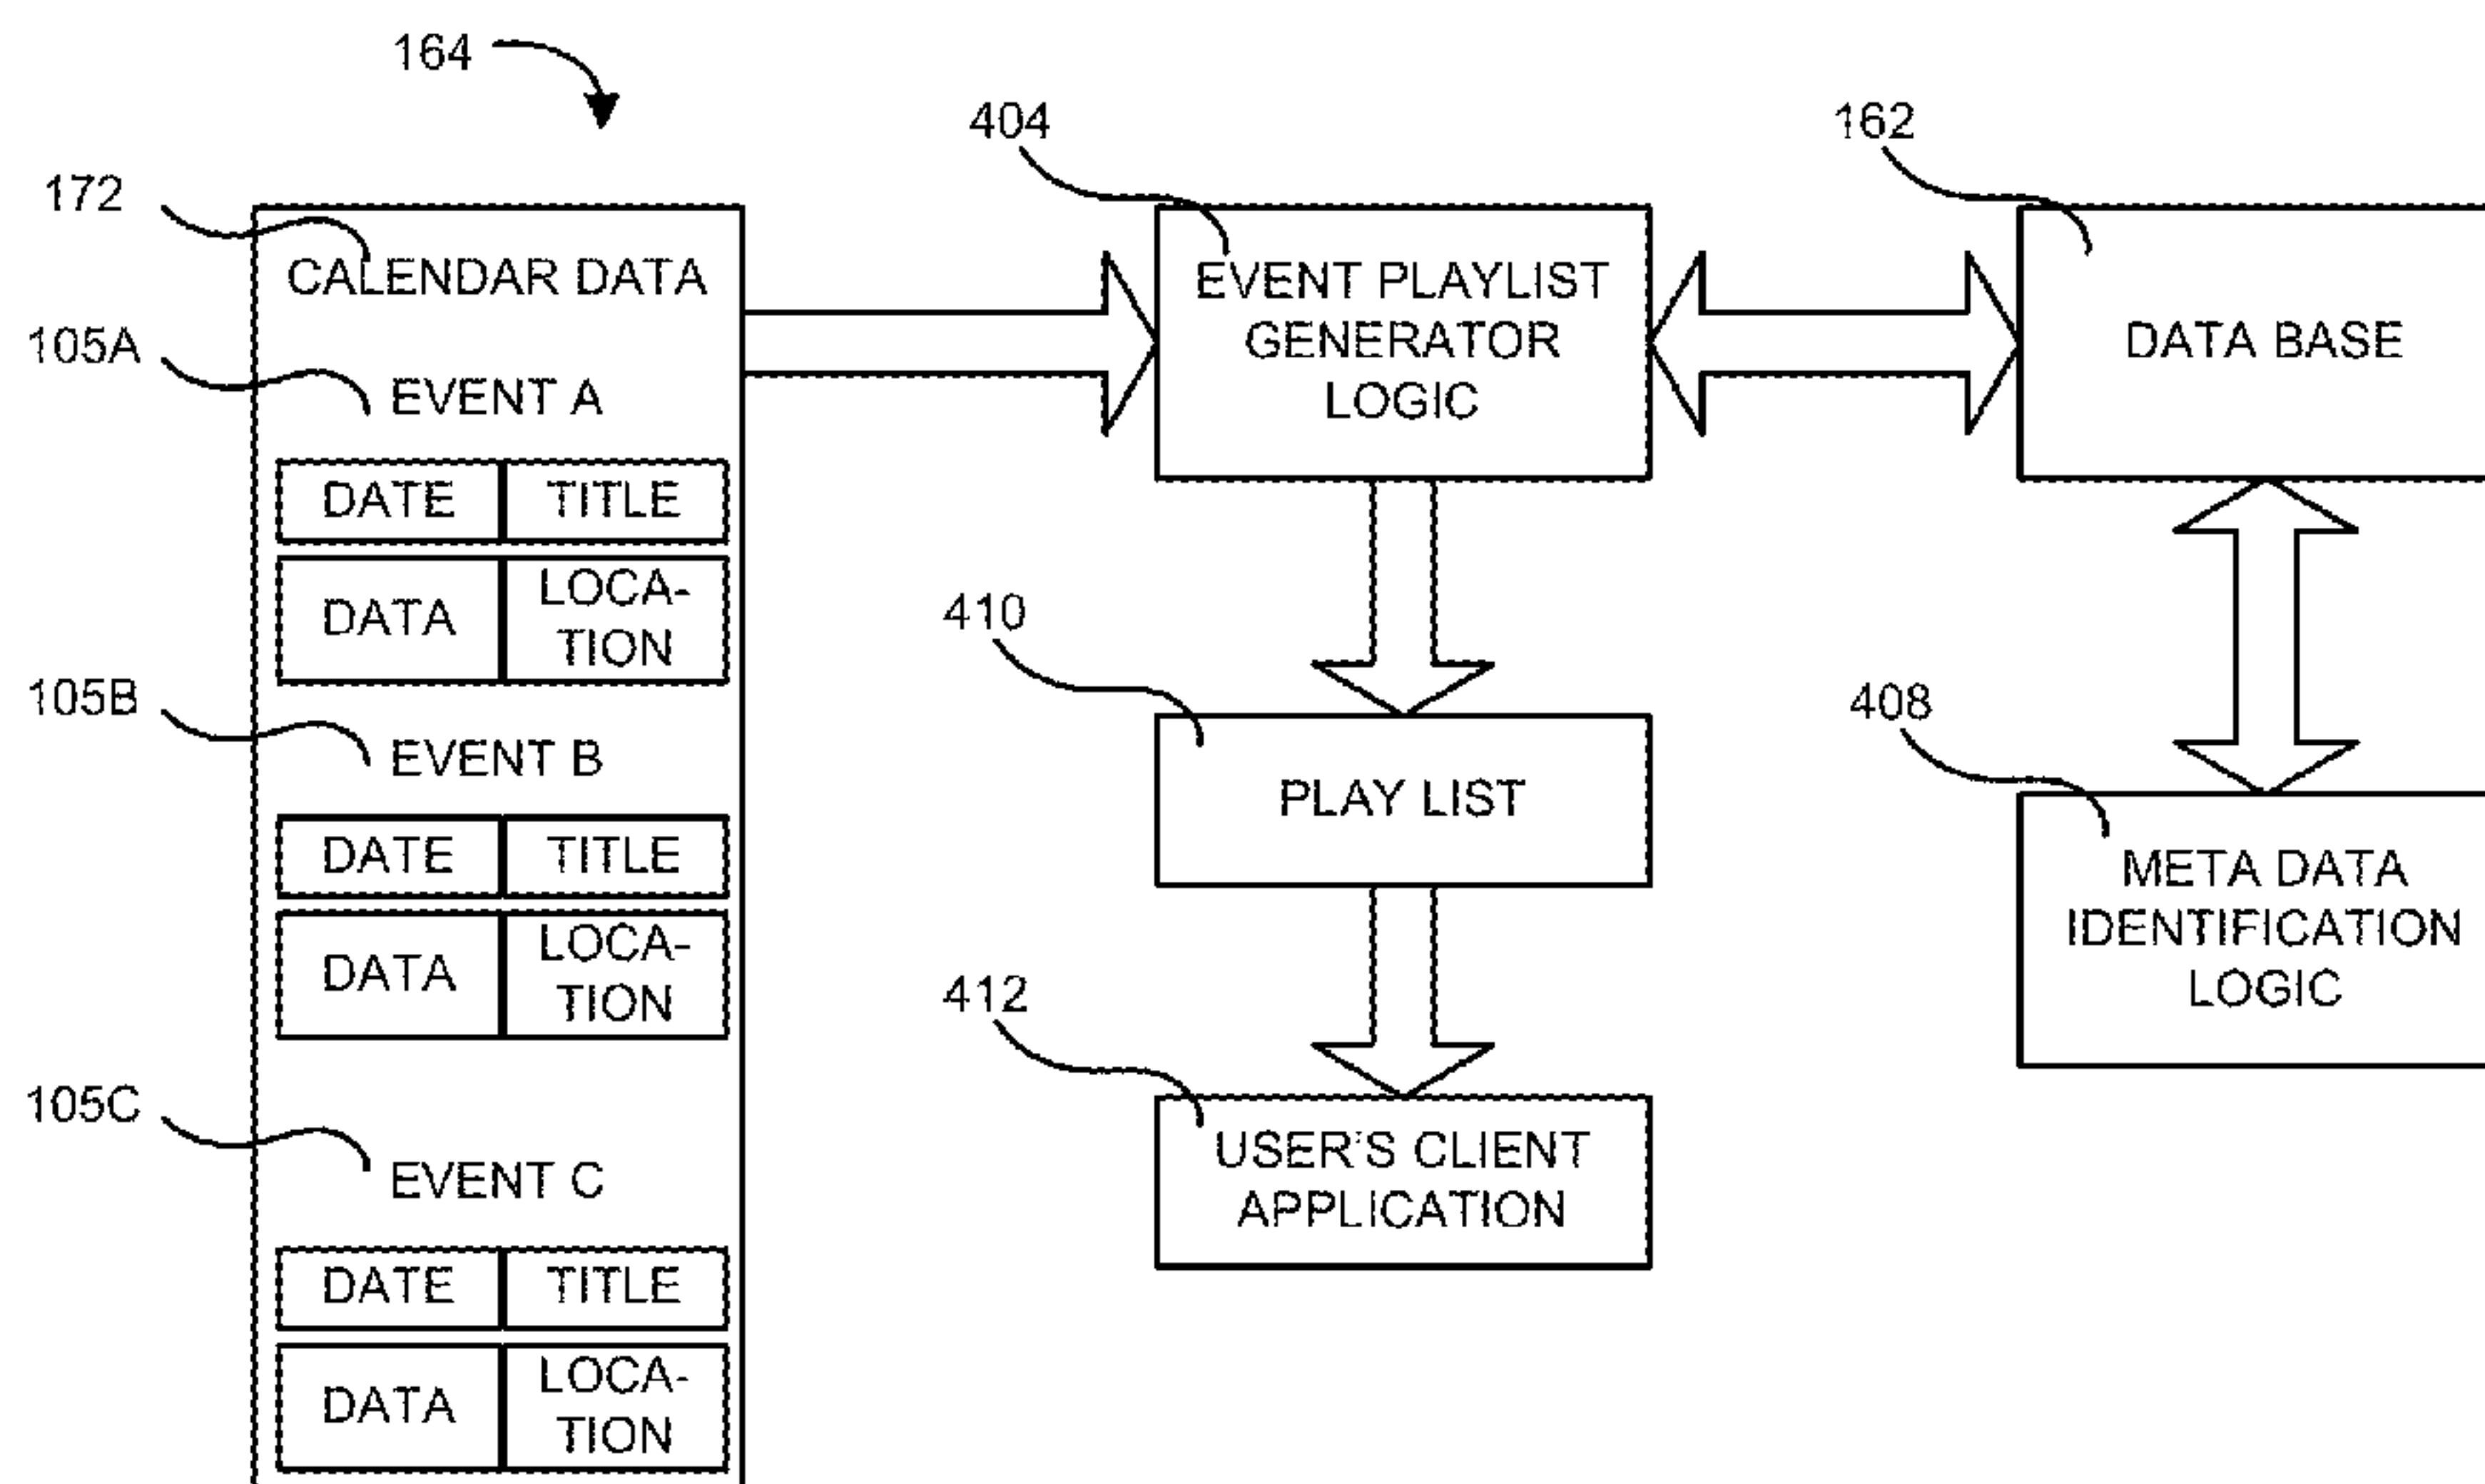 164
404
162
172
CALENDAR DATA
105A
EVENT A
DATE TITLE
DATA LOCA-
TION
105B
EVENT B
DATE TITLE
DATA LOCA-
TION
105C
EVENT C
DATE TITLE
DATA LOCA-
TION
EVENT PLAYLIST
GENERATOR
LOGIC
DATA BASE
410
PLAY LIST
408
META DATA
IDENTIFICATION
LOGIC
412
USER'S CLIENT
APPLICATION